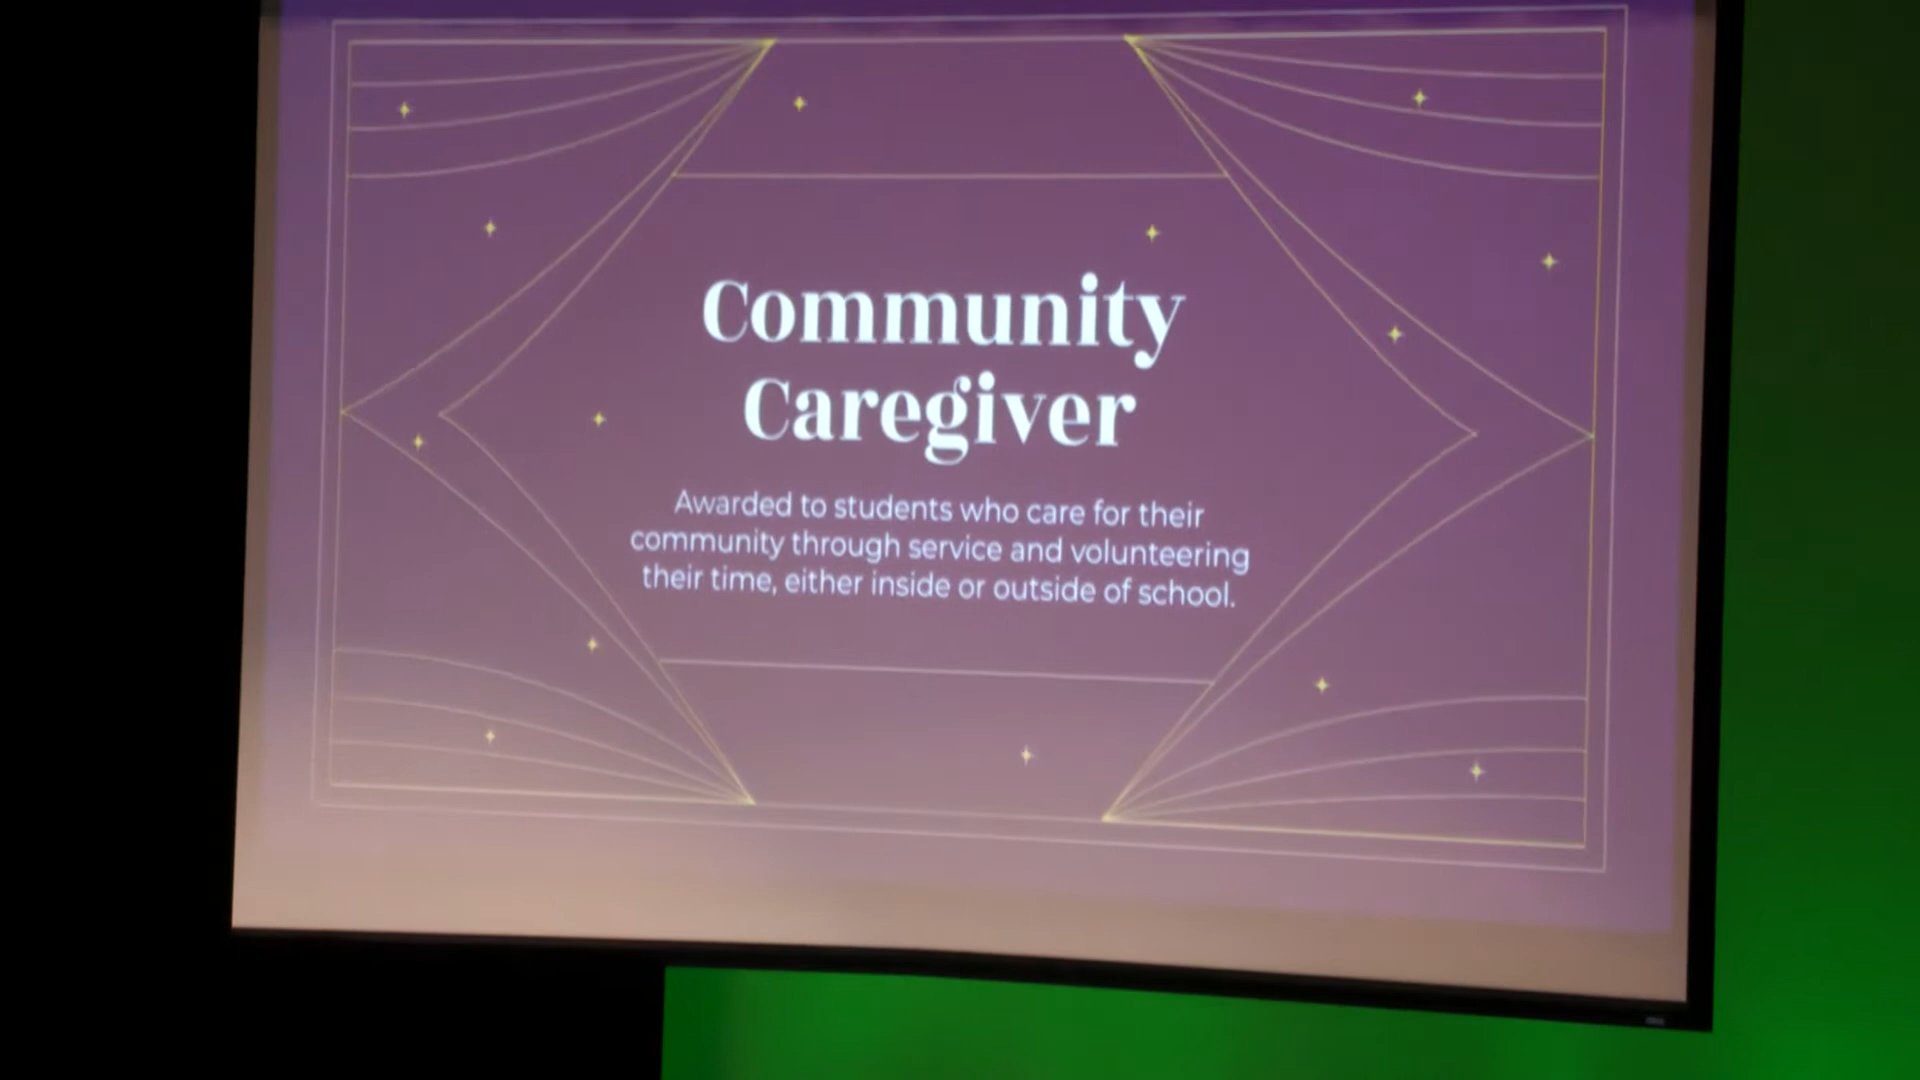 Community
Caregiver
Awarded to students who care for their
community through service and volunteering
their time, either inside or outside of school.